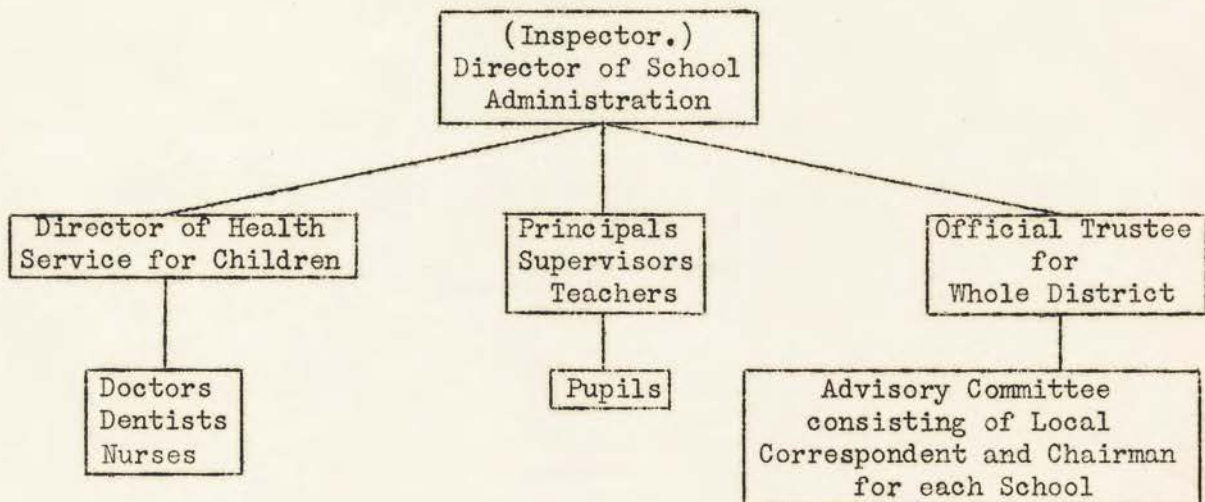 (Inspector.)
Director of School
Administration
Director of Health
Service for Children
Principals
Supervisors
Teachers
Official Trustee
for
Whole District
Doctors
Dentists
Nurses
Pupils
Advisory Committee
consisting of Local
Correspondent and Chairman
for each School